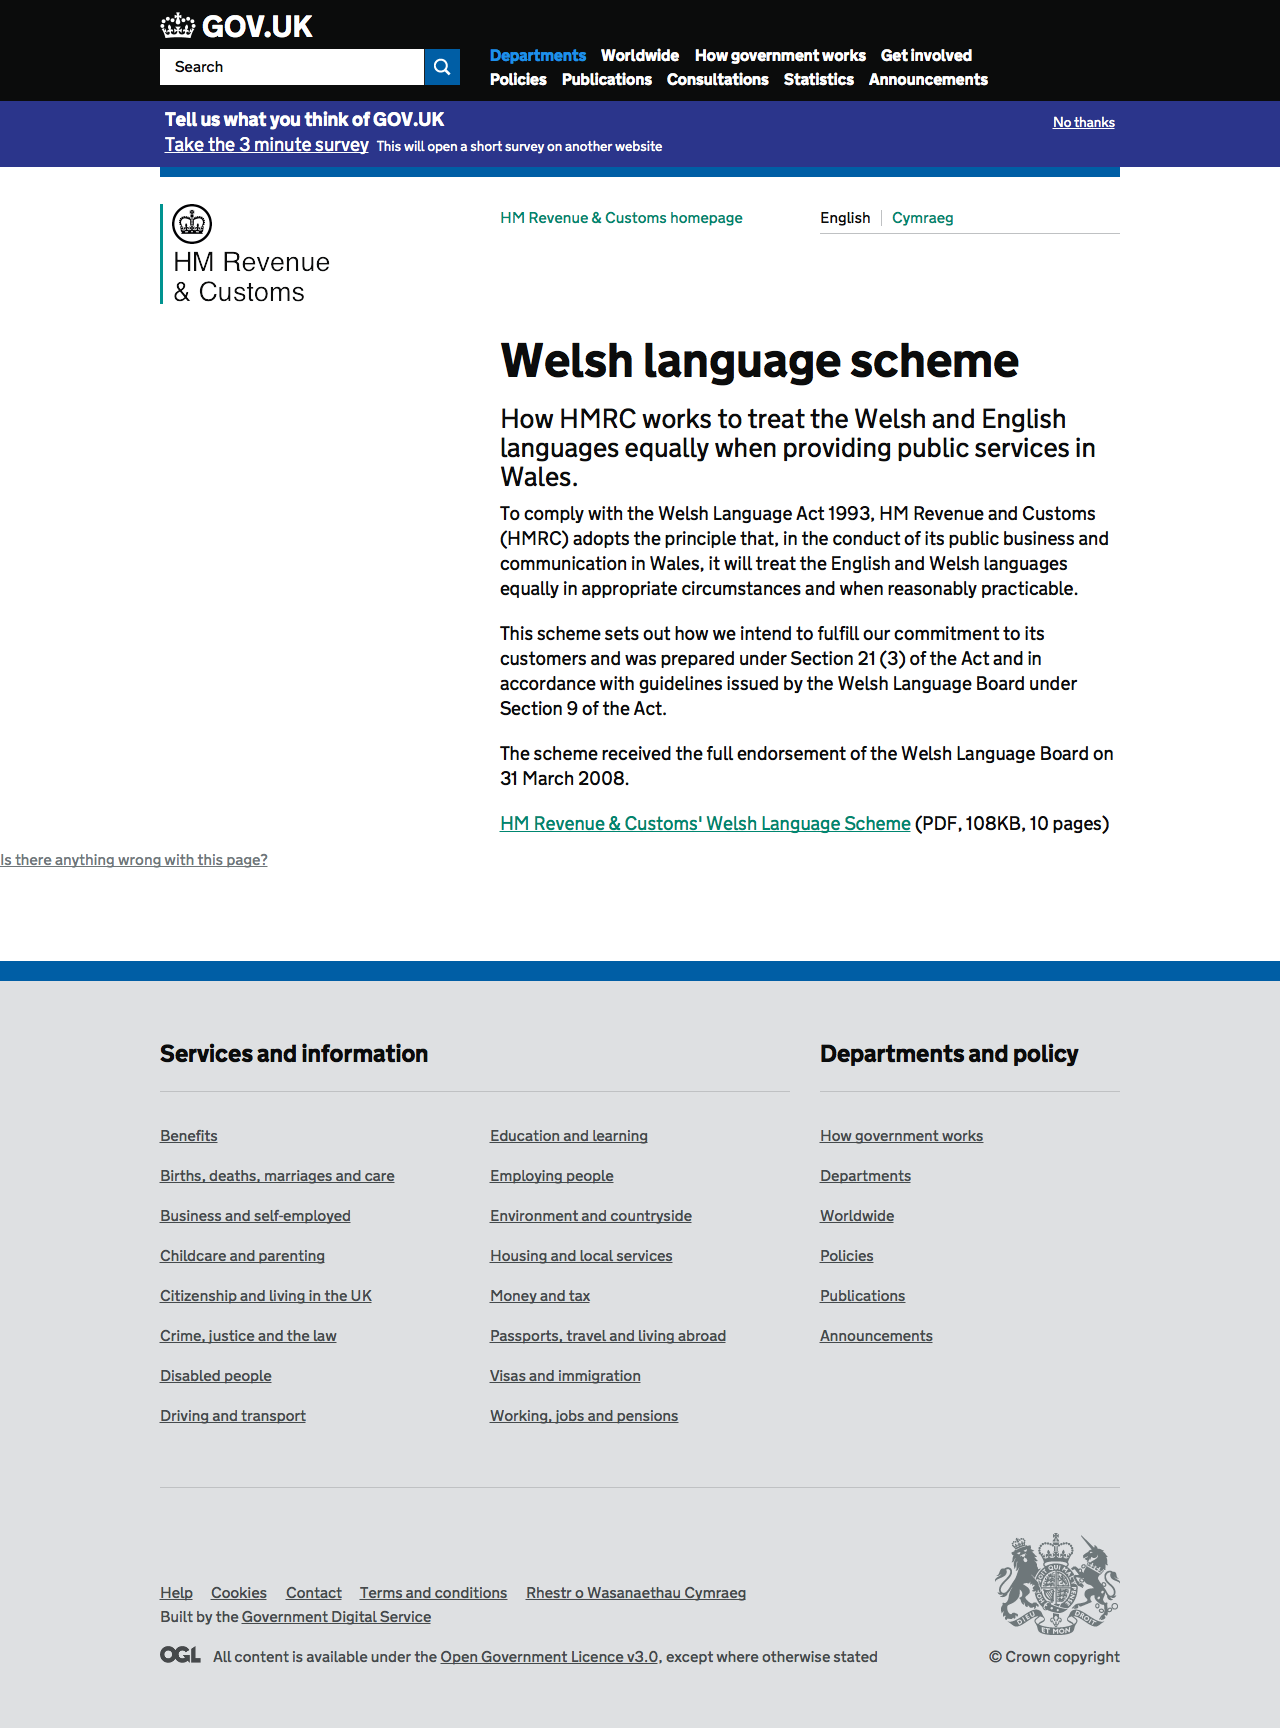 GOV.UK
Search
Departments Worldwide How government works Get involved
Policies Publications Consultations Statistics Announcements
Tell us what you think of GOV.UK
No thanks
Take the 3 minute survey This will open a short survey on another website
HM Revenue & Customs homepage
English Cymraeg
HM Revenue
& Customs
Welsh language scheme
How HMRC works to treat the Welsh and English
languages equally when providing public services in
Wales.
To comply with the Welsh Language Act 1993, HM Revenue and Customs
(HMRC) adopts the principle that, in the conduct of its public business and
communication in Wales, it will treat the English and Welsh languages
equally in appropriate circumstances and when reasonably practicable.
This scheme sets out how we intend to fulfill our commitment to its
customers and was prepared under Section 21 (3) of the Act and in
accordance with guidelines issued by the Welsh Language Board under
Section 9 of the Act.
The scheme received the full endorsement of the Welsh Language Board on
31 March 2008.
HM Revenue & Customs' Welsh Language Scheme (PDF, 108KB, 10 pages)
Is there anything wrong with this page?
Services and information
Benefits
Births, deaths, marriages and care
Business and self-employed
Childcare and parenting
Citizenship and living in the UK
Crime, justice and the law
Disabled people
Driving and transport
Education and learning
Employing people
Environment and countryside
Housing and local services
Money and tax
Passports, travel and living abroad
Visas and immigration
Working, jobs and pensions
Departments and policy
How government works
Departments
Worldwide
Policies
Publications
Announcements
Help Cookies Contact Terms and conditions Rhestr o Wasanaethau Cymraeg
Built by the Government Digital Service
OGL All content is available under the Open Government Licence v3.0, except where otherwise stated
DIEU ET MON DROIT
© Crown copyright